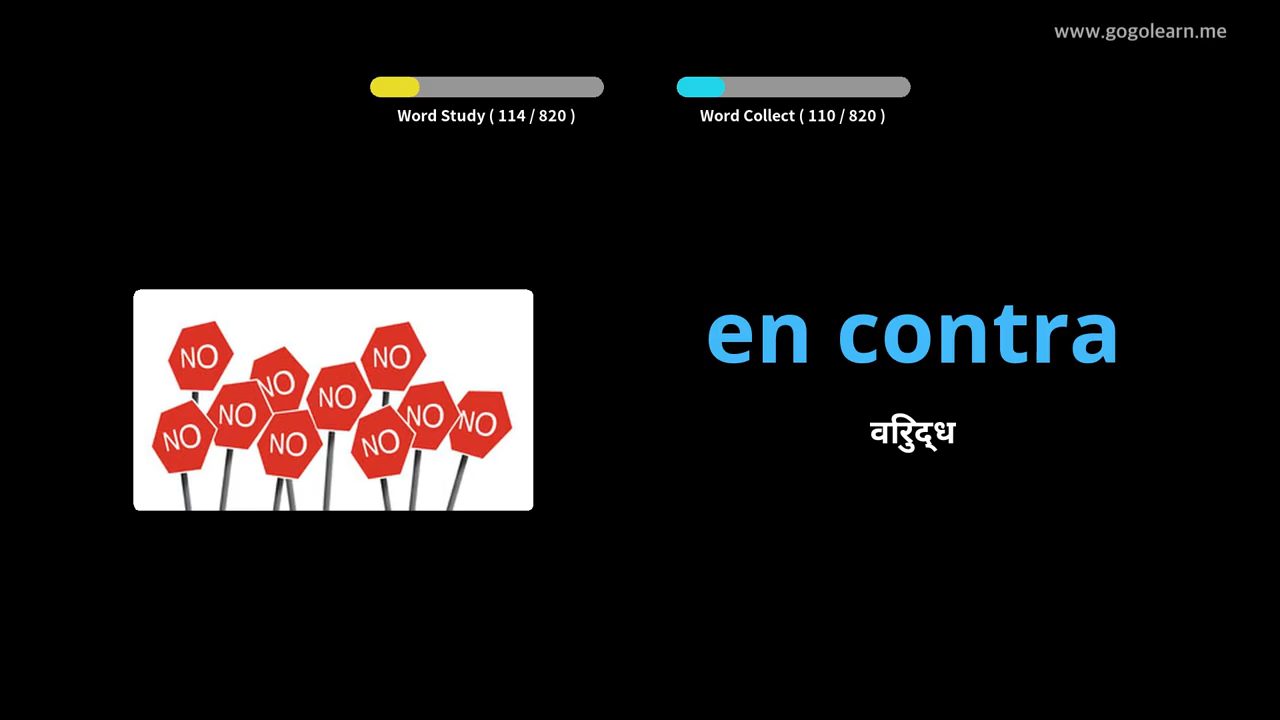 www.gogolearn.me
Word Study ( 114 / 820 )
Word Collect ( 110 / 820 )
en contra
विरुद्ध
NO
NO
NO
NO
NO
NO
NO
NO
NO
NO